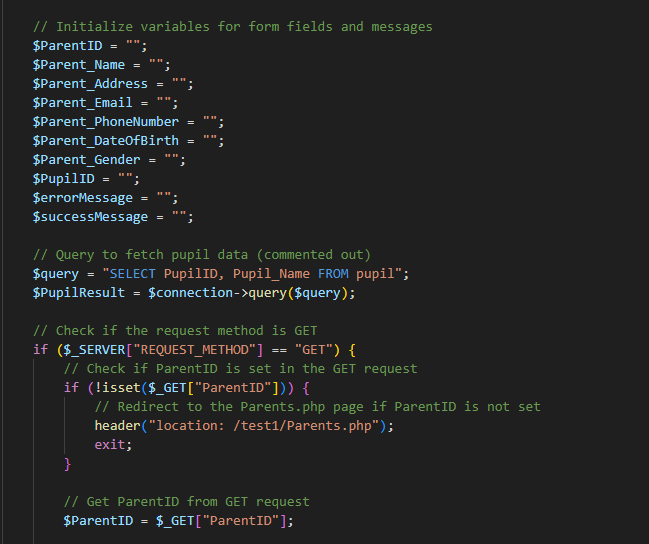 // Initialize variables for form fields and messages
$ParentID = "";
$Parent_Name = "";
$Parent_Address = "";
$Parent_Email = "";
$Parent_PhoneNumber = "";
$Parent_DateOfBirth = "";
$Parent_Gender = "";
$PupilID = "";
$errorMessage = "";
$successMessage = "";
// Query to fetch pupil data (commented out)
$query = "SELECT PupilID, Pupil_Name FROM pupil";
$PupilResult = $connection->query($query);
// Check if the request method is GET
if ($_SERVER["REQUEST_METHOD"] == "GET") {
// Check if ParentID is set in the GET request
if (!isset($_GET["ParentID"])) {
// Redirect to the Parents.php page if ParentID is not set
header("location: /test1/Parents.php");
exit;
}
// Get ParentID from GET request
$ParentID = $_GET["ParentID"];